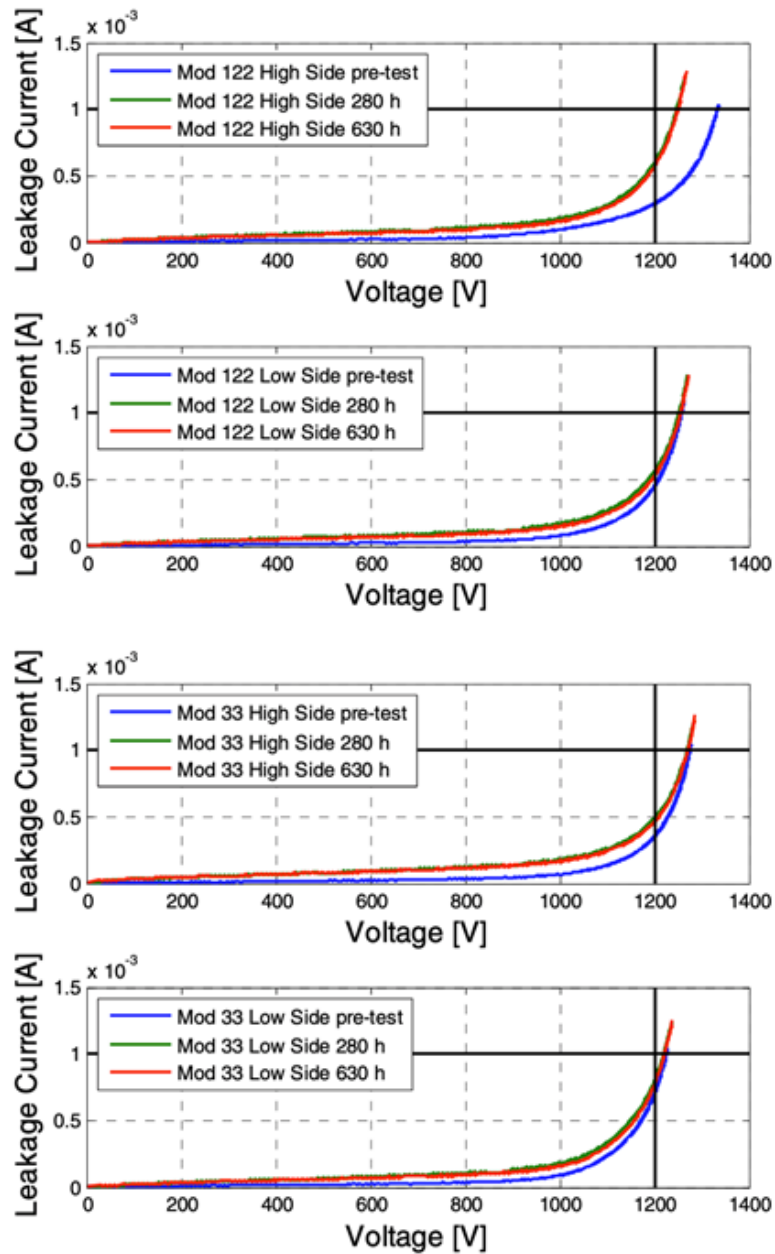 x 10⁻³
1.5
1
0.5
0
Leakage Current [A]
Mod 122 High Side pre-test
Mod 122 High Side 280 h
Mod 122 High Side 630 h
0 200 400 600 800 1000 1200 1400
Voltage [V]
x 10⁻³
1.5
1
0.5
0
Leakage Current [A]
Mod 122 Low Side pre-test
Mod 122 Low Side 280 h
Mod 122 Low Side 630 h
0 200 400 600 800 1000 1200 1400
Voltage [V]
x 10⁻³
1.5
1
0.5
0
Leakage Current [A]
Mod 33 High Side pre-test
Mod 33 High Side 280 h
Mod 33 High Side 630 h
0 200 400 600 800 1000 1200 1400
Voltage [V]
x 10⁻³
1.5
1
0.5
0
Leakage Current [A]
Mod 33 Low Side pre-test
Mod 33 Low Side 280 h
Mod 33 Low Side 630 h
0 200 400 600 800 1000 1200 1400
Voltage [V]